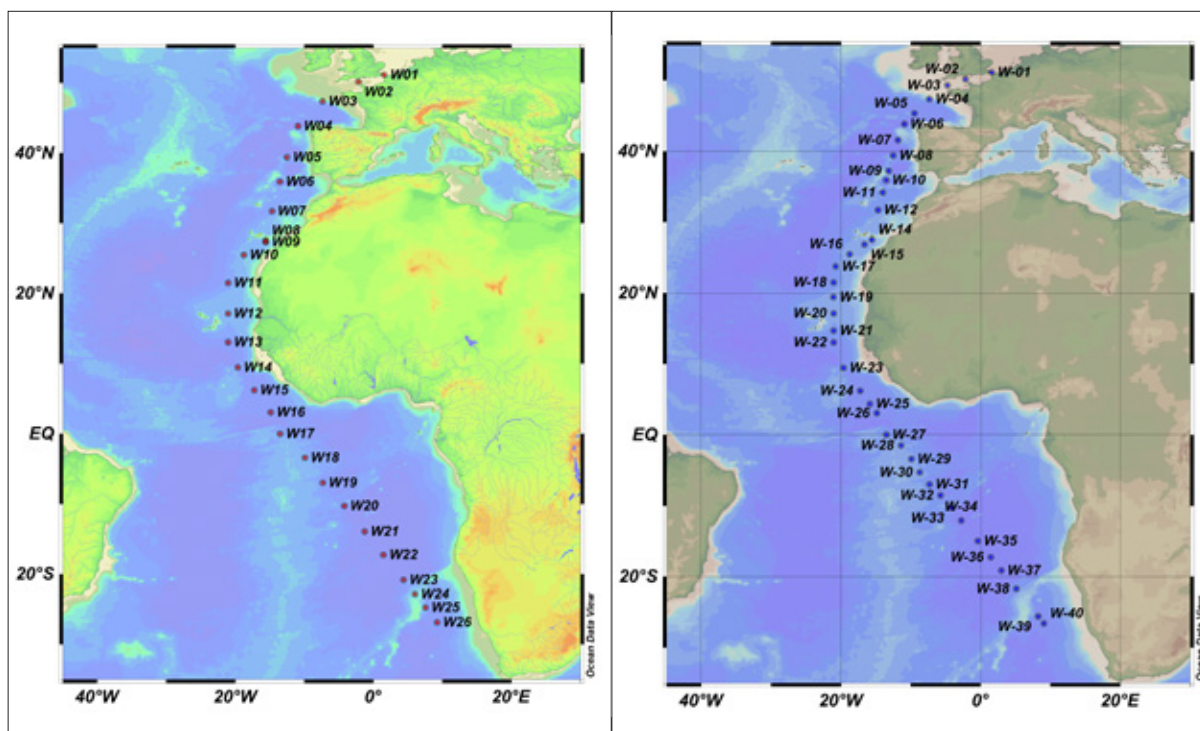 W01
W02
W03
W04
W05
W06
W07
W08
W09
W10
W11
W12
W13
W14
W15
W16
W17
W18
W19
W20
W21
W22
W23
W24
W25
W26
40°N
20°N
EQ
20°S
40°W
20°W
0°
20°E
Ocean Data View
W-01
W-02
W-03
W-04
W-05
W-06
W-07
W-08
W-09
W-10
W-11
W-12
W-14
W-16
W-15
W-17
W-18
W-19
W-20
W-21
W-22
W-23
W-24
W-25
W-26
W-27
W-28
W-29
W-30
W-31
W-32
W-34
W-33
W-35
W-36
W-37
W-38
W-40
W-39
40°N
20°N
EQ
20°S
40°W
20°W
0°
20°E
Ocean Data View